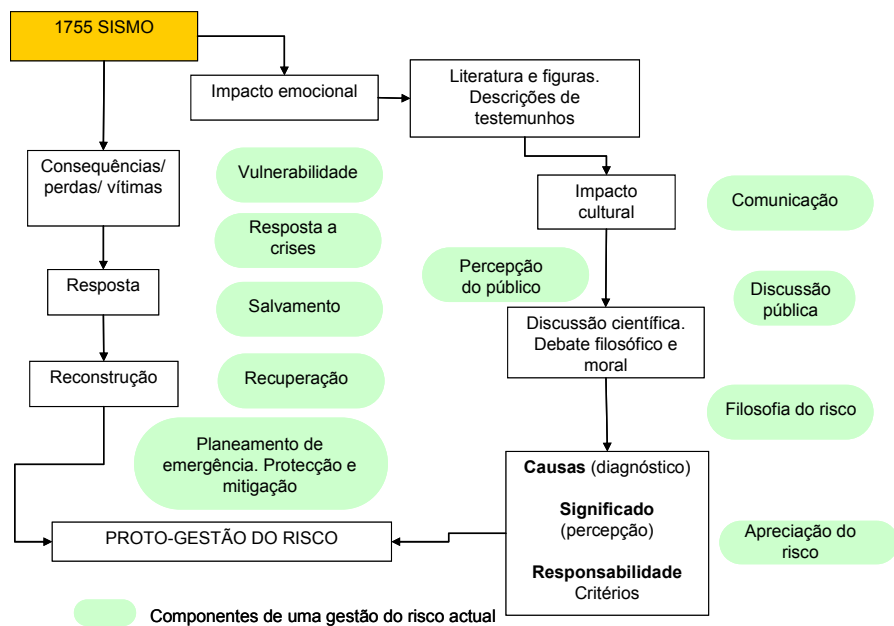 1755 SISMO
Impacto emocional
Literatura e figuras.
Descrições de
testemunhos
Consequências/
perdas/ vítimas
Vulnerabilidade
Impacto
cultural
Comunicação
Resposta a
crises
Percepção
do público
Resposta
Salvamento
Discussão
pública
Discussão científica.
Debate filosófico e
moral
Reconstrução
Recuperação
Filosofia do risco
Planeamento de
emergência. Protecção e
mitigação
Causas (diagnóstico)
Significado
(percepção)
Responsabilidade
Critérios
PROTO-GESTÃO DO RISCO
Apreciação do
risco
Componentes de uma gestão do risco actual